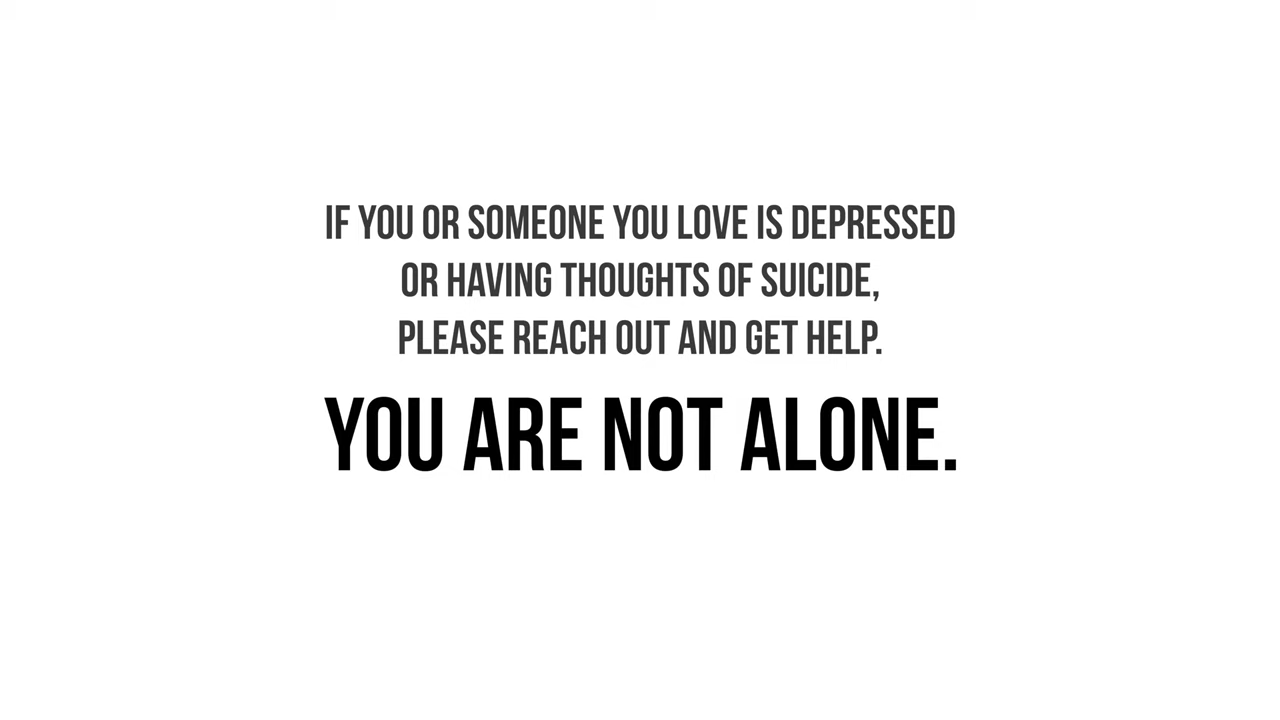 IF YOU OR SOMEONE YOU LOVE IS DEPRESSED
OR HAVING THOUGHTS OF SUICIDE,
PLEASE REACH OUT AND GET HELP.
YOU ARE NOT ALONE.